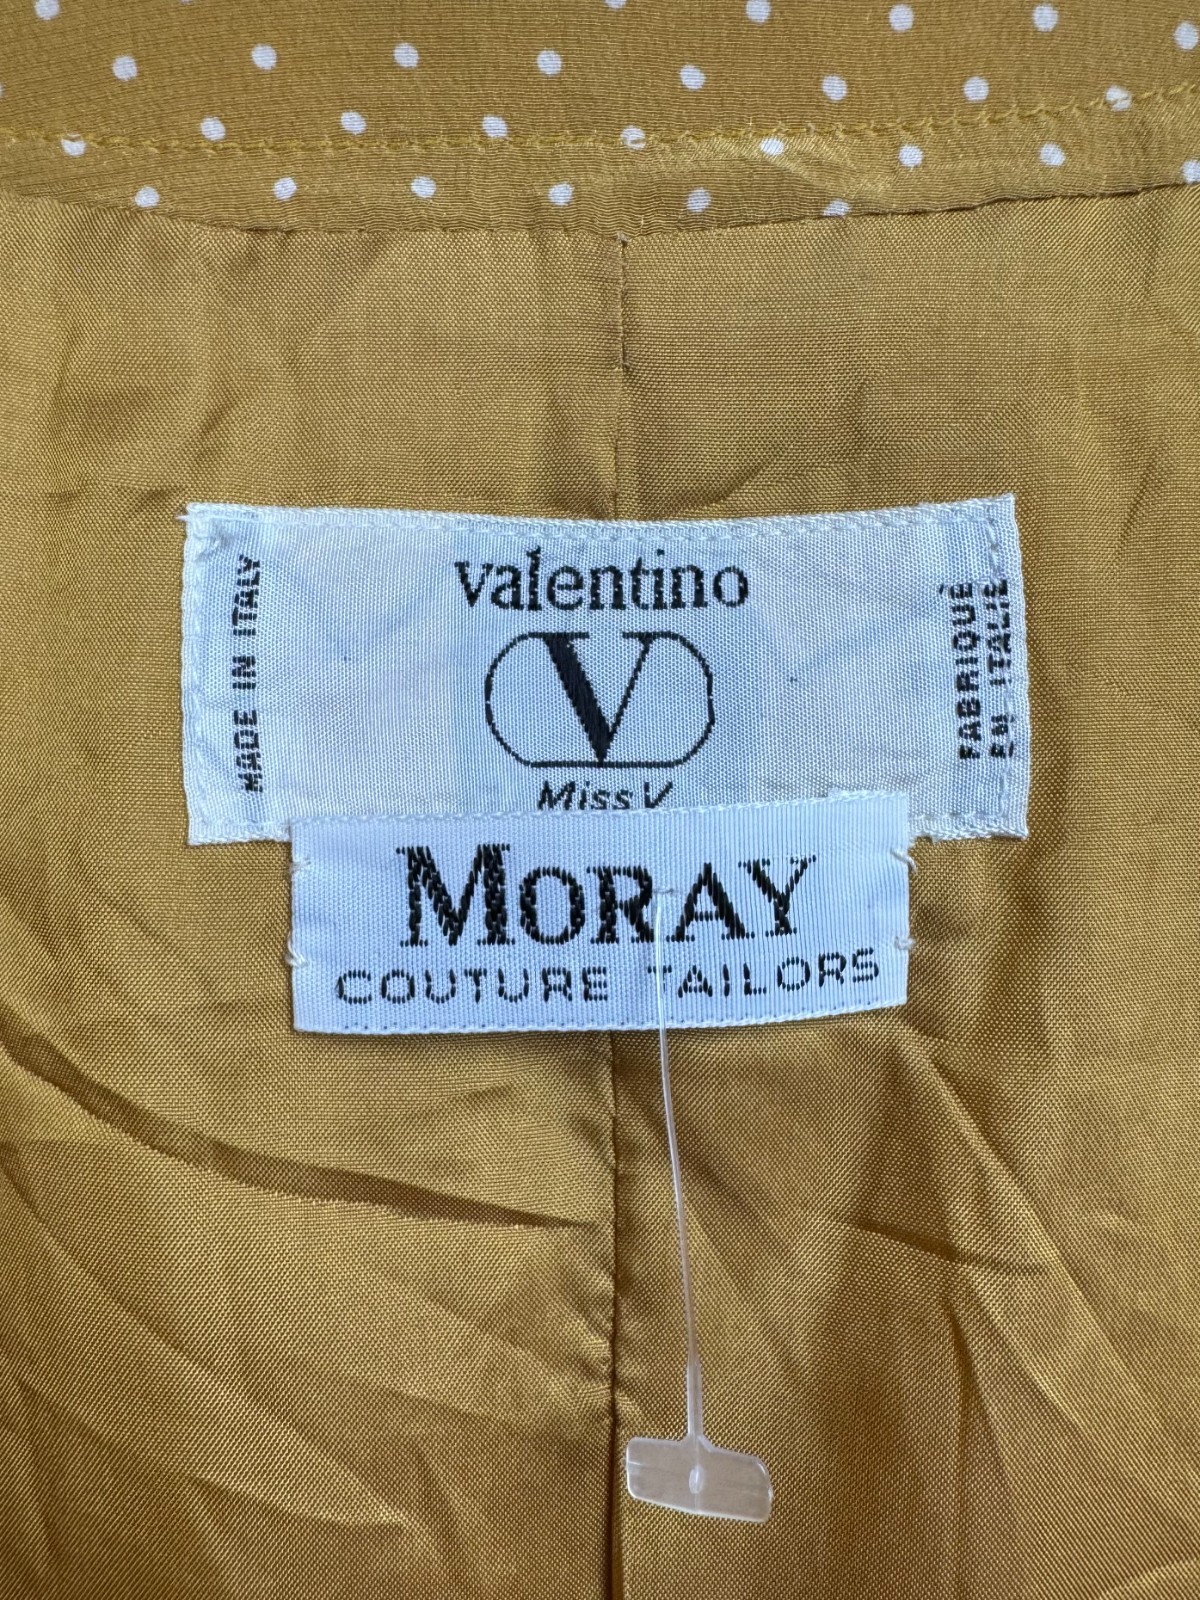 valentino
V
Miss V
MADE IN ITALY
FABRIQUÉ
EN ITALIE
MORAY
COUTURE TAILORS